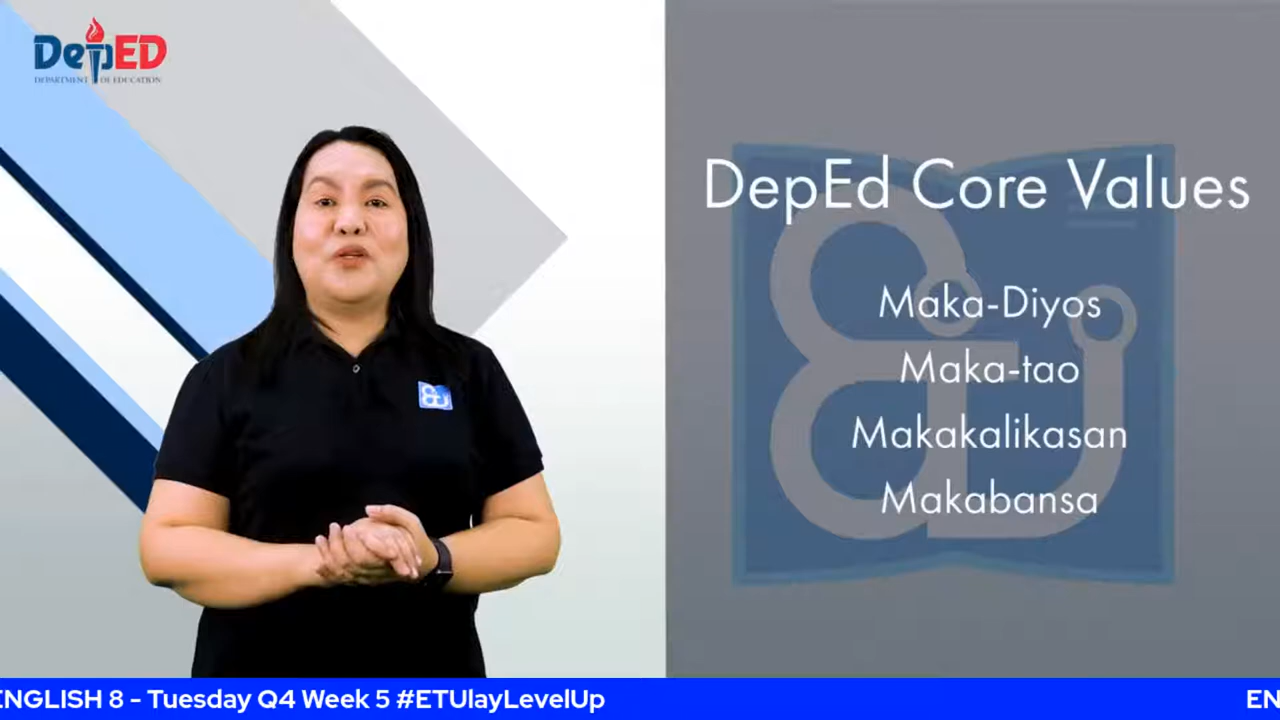 DepED
DEPARTMENT OF EDUCATION
DepEd Core Values
Maka-Diyos
Maka-tao
Makakalikasan
Makabansa
ENGLISH 8 - Tuesday Q4 Week 5 #ETUlayLevelUp
EN